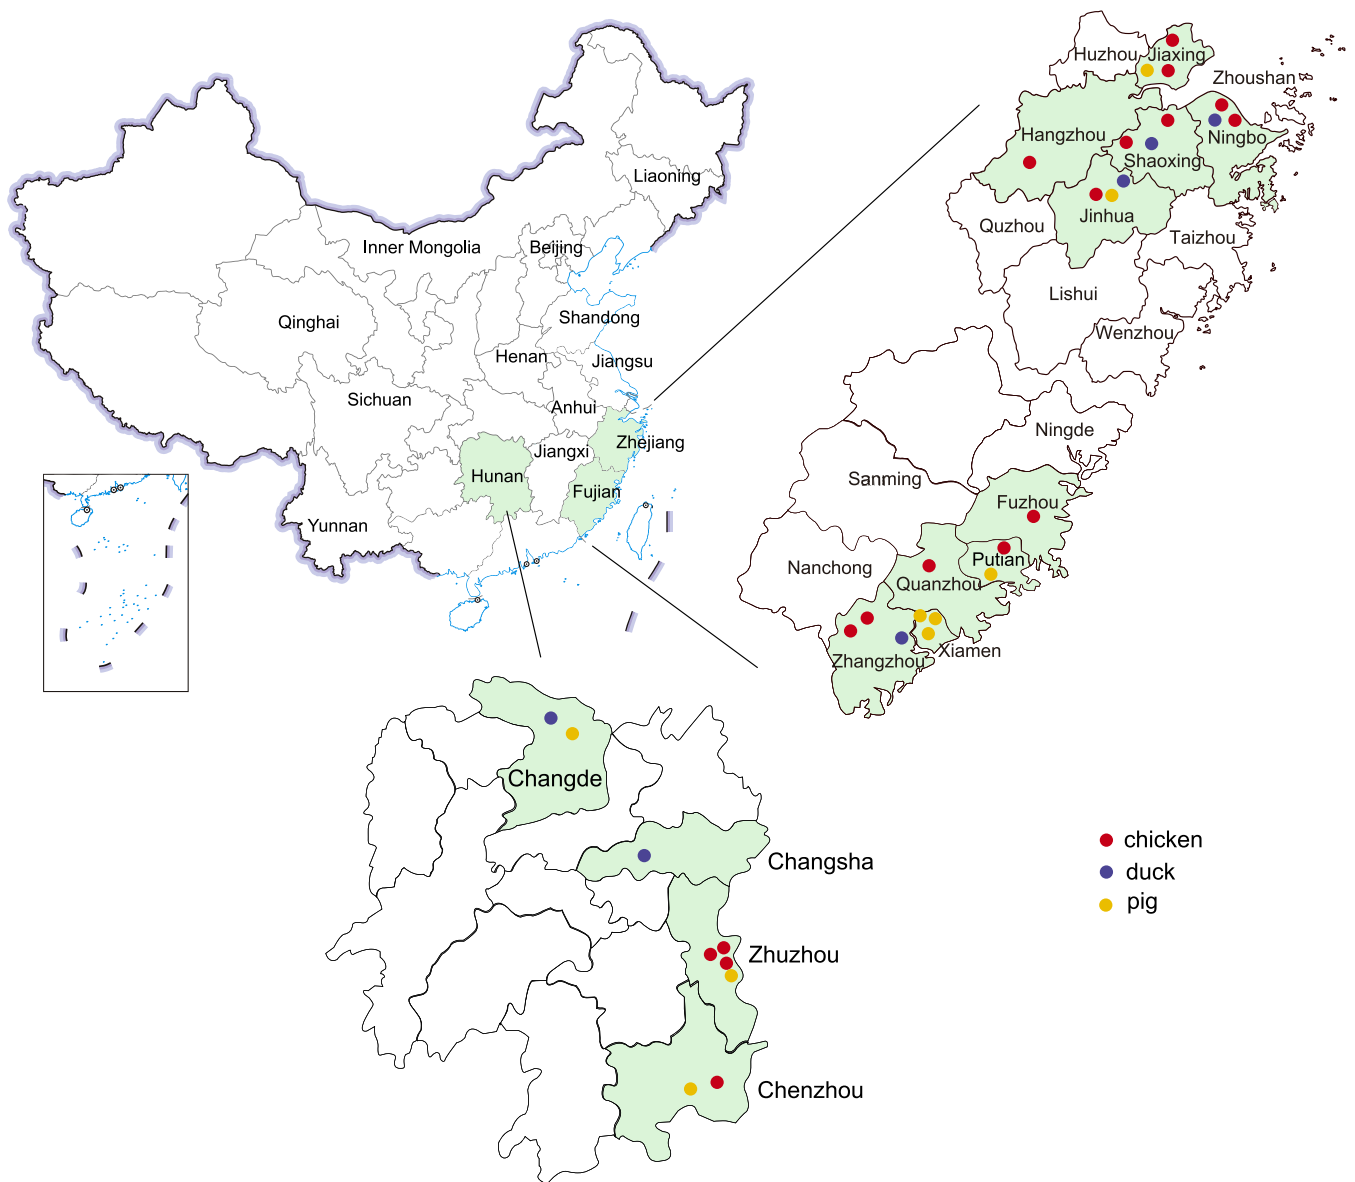 Liaoning
Inner Mongolia
Beijing
Qinghai
Shandong
Henan
Jiangsu
Sichuan
Anhui
Zhejiang
Jiangxi
Hunan
Fujian
Yunnan
Huzhou
Jiaxing
Zhoushan
Hangzhou
Ningbo
Shaoxing
Jinhua
Quzhou
Taizhou
Lishui
Wenzhou
Ningde
Sanming
Fuzhou
Putian
Nanchong
Quanzhou
Xiamen
Zhangzhou
Changde
Changsha
Zhuzhou
Chenzhou
chicken
duck
pig